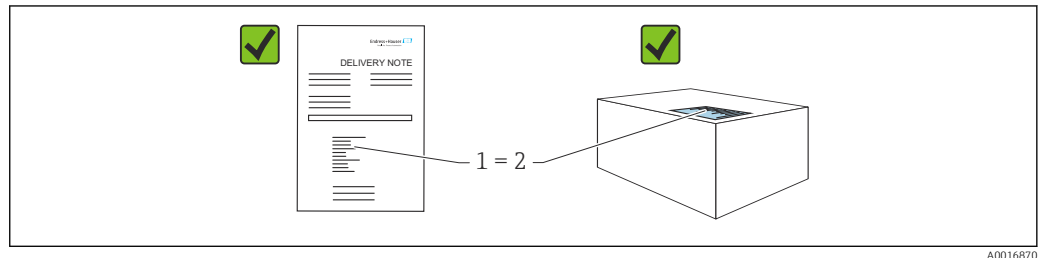 Endress+Hauser
DELIVERY NOTE
1 = 2
A0016870